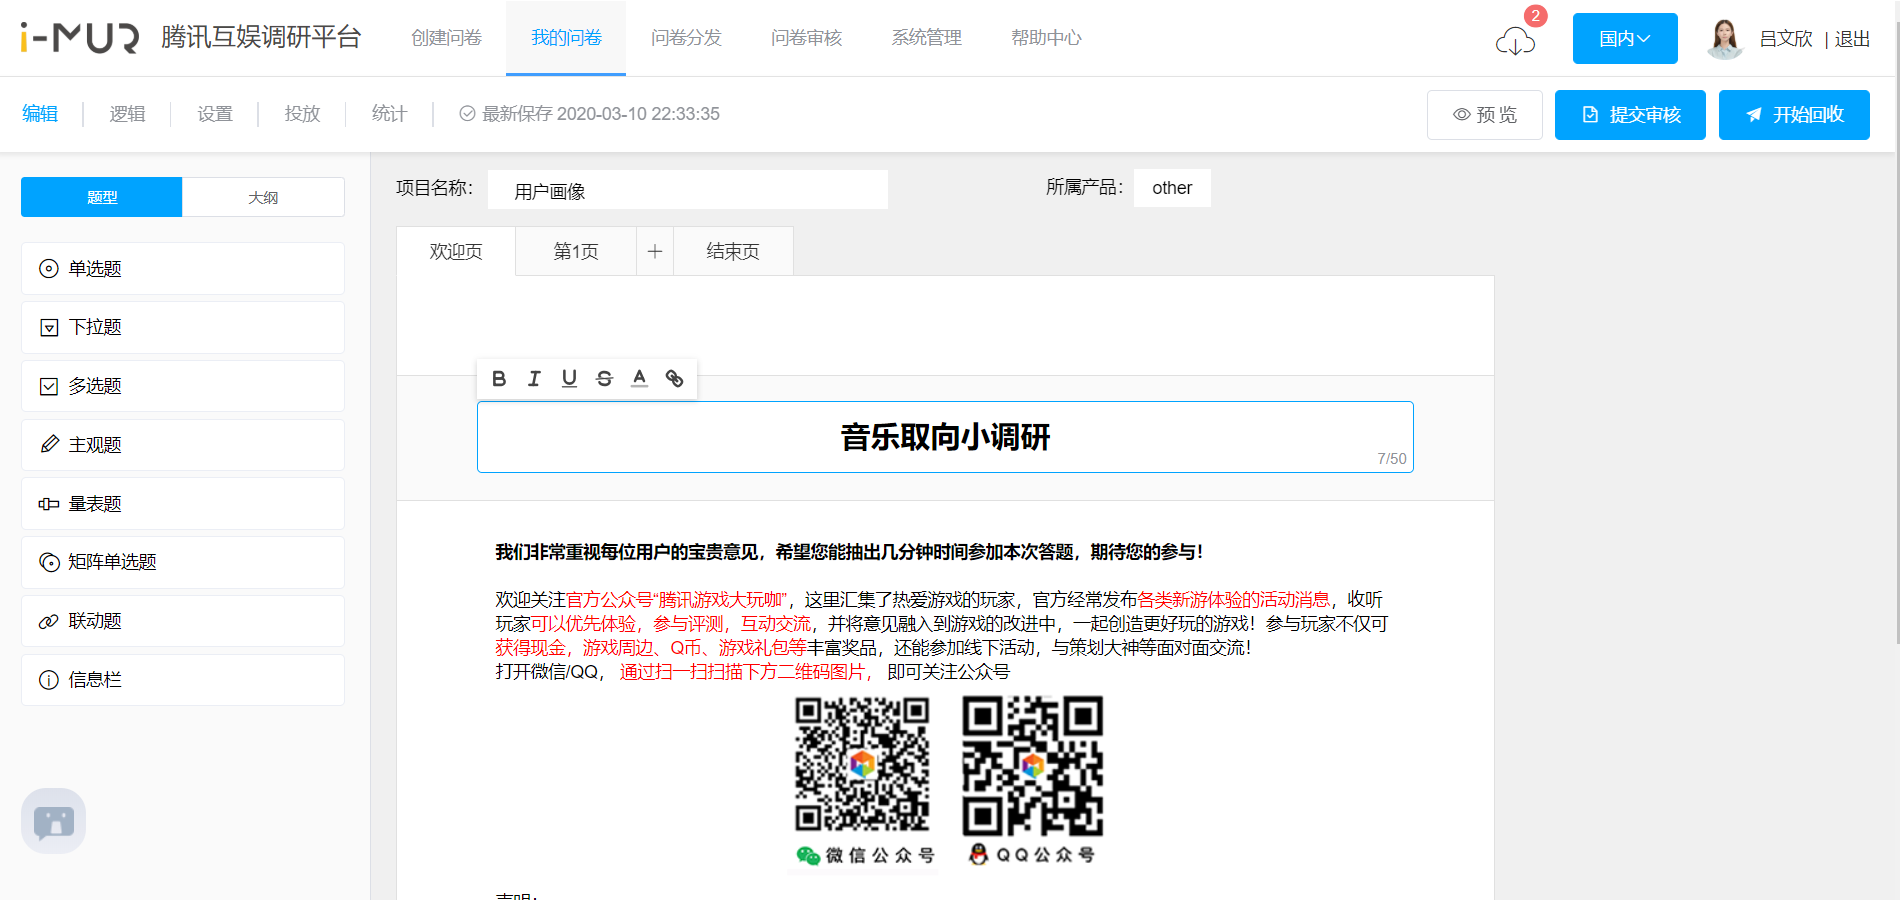 i-MUR 腾讯互娱调研平台 创建问卷 我的问卷 问卷分发 问卷审核 系统管理 帮助中心 2 国内 吕文欣 | 退出
编辑 逻辑 设置 投放 统计 最新保存 2020-03-10 22:33:35 预 览 提交审核 开始回收
题型 大纲
项目名称： 用户画像 所属产品： other
欢迎页 第1页 + 结束页
单选题
下拉题
多选题
主观题
量表题
矩阵单选题
联动题
信息栏
B I U S A
音乐取向小调研
7/50
我们非常重视每位用户的宝贵意见，希望您能抽出几分钟时间参加本次答题，期待您的参与！
欢迎关注官方公众号“腾讯游戏大玩咖”，这里汇集了热爱游戏的玩家，官方经常发布各类新游体验的活动消息，收听
玩家可以优先体验，参与评测，互动交流，并将意见融入到游戏的改进中，一起创造更好玩的游戏！参与玩家不仅可
获得现金，游戏周边、Q币、游戏礼包等丰富奖品，还能参加线下活动，与策划大神等面对面交流！
打开微信/QQ， 通过扫一扫扫描下方二维码图片， 即可关注公众号
微信公众号 QQ公众号
声明：